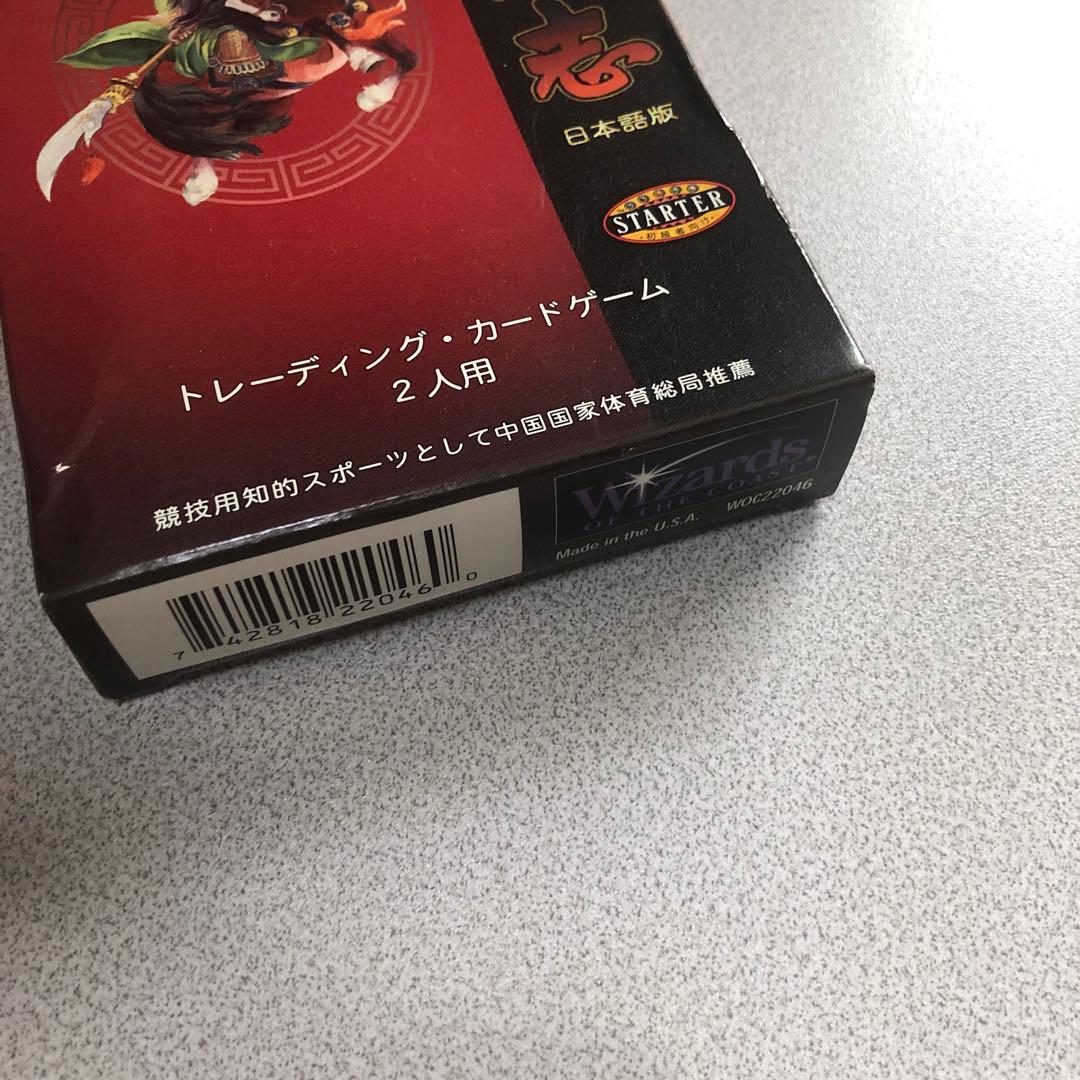 志
日本語版
STARTER
・初級者向け・
トレーディング・カードゲーム
2人用
競技用知的スポーツとして中国国家体育総局推薦
Wizards
OF THE COAST®
Made in the U.S.A. WOC22046
7 42818 22046 0